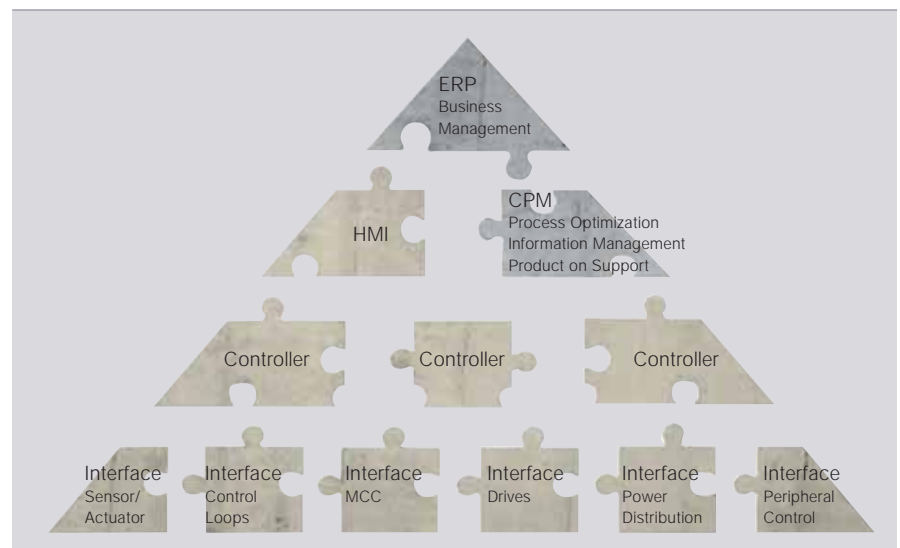 ERP
Business
Management
HMI
CPM
Process Optimization
Information Management
Product on Support
Controller
Controller
Controller
Interface
Sensor/
Actuator
Interface
Control
Loops
Interface
MCC
Interface
Drives
Interface
Power
Distribution
Interface
Peripheral
Control